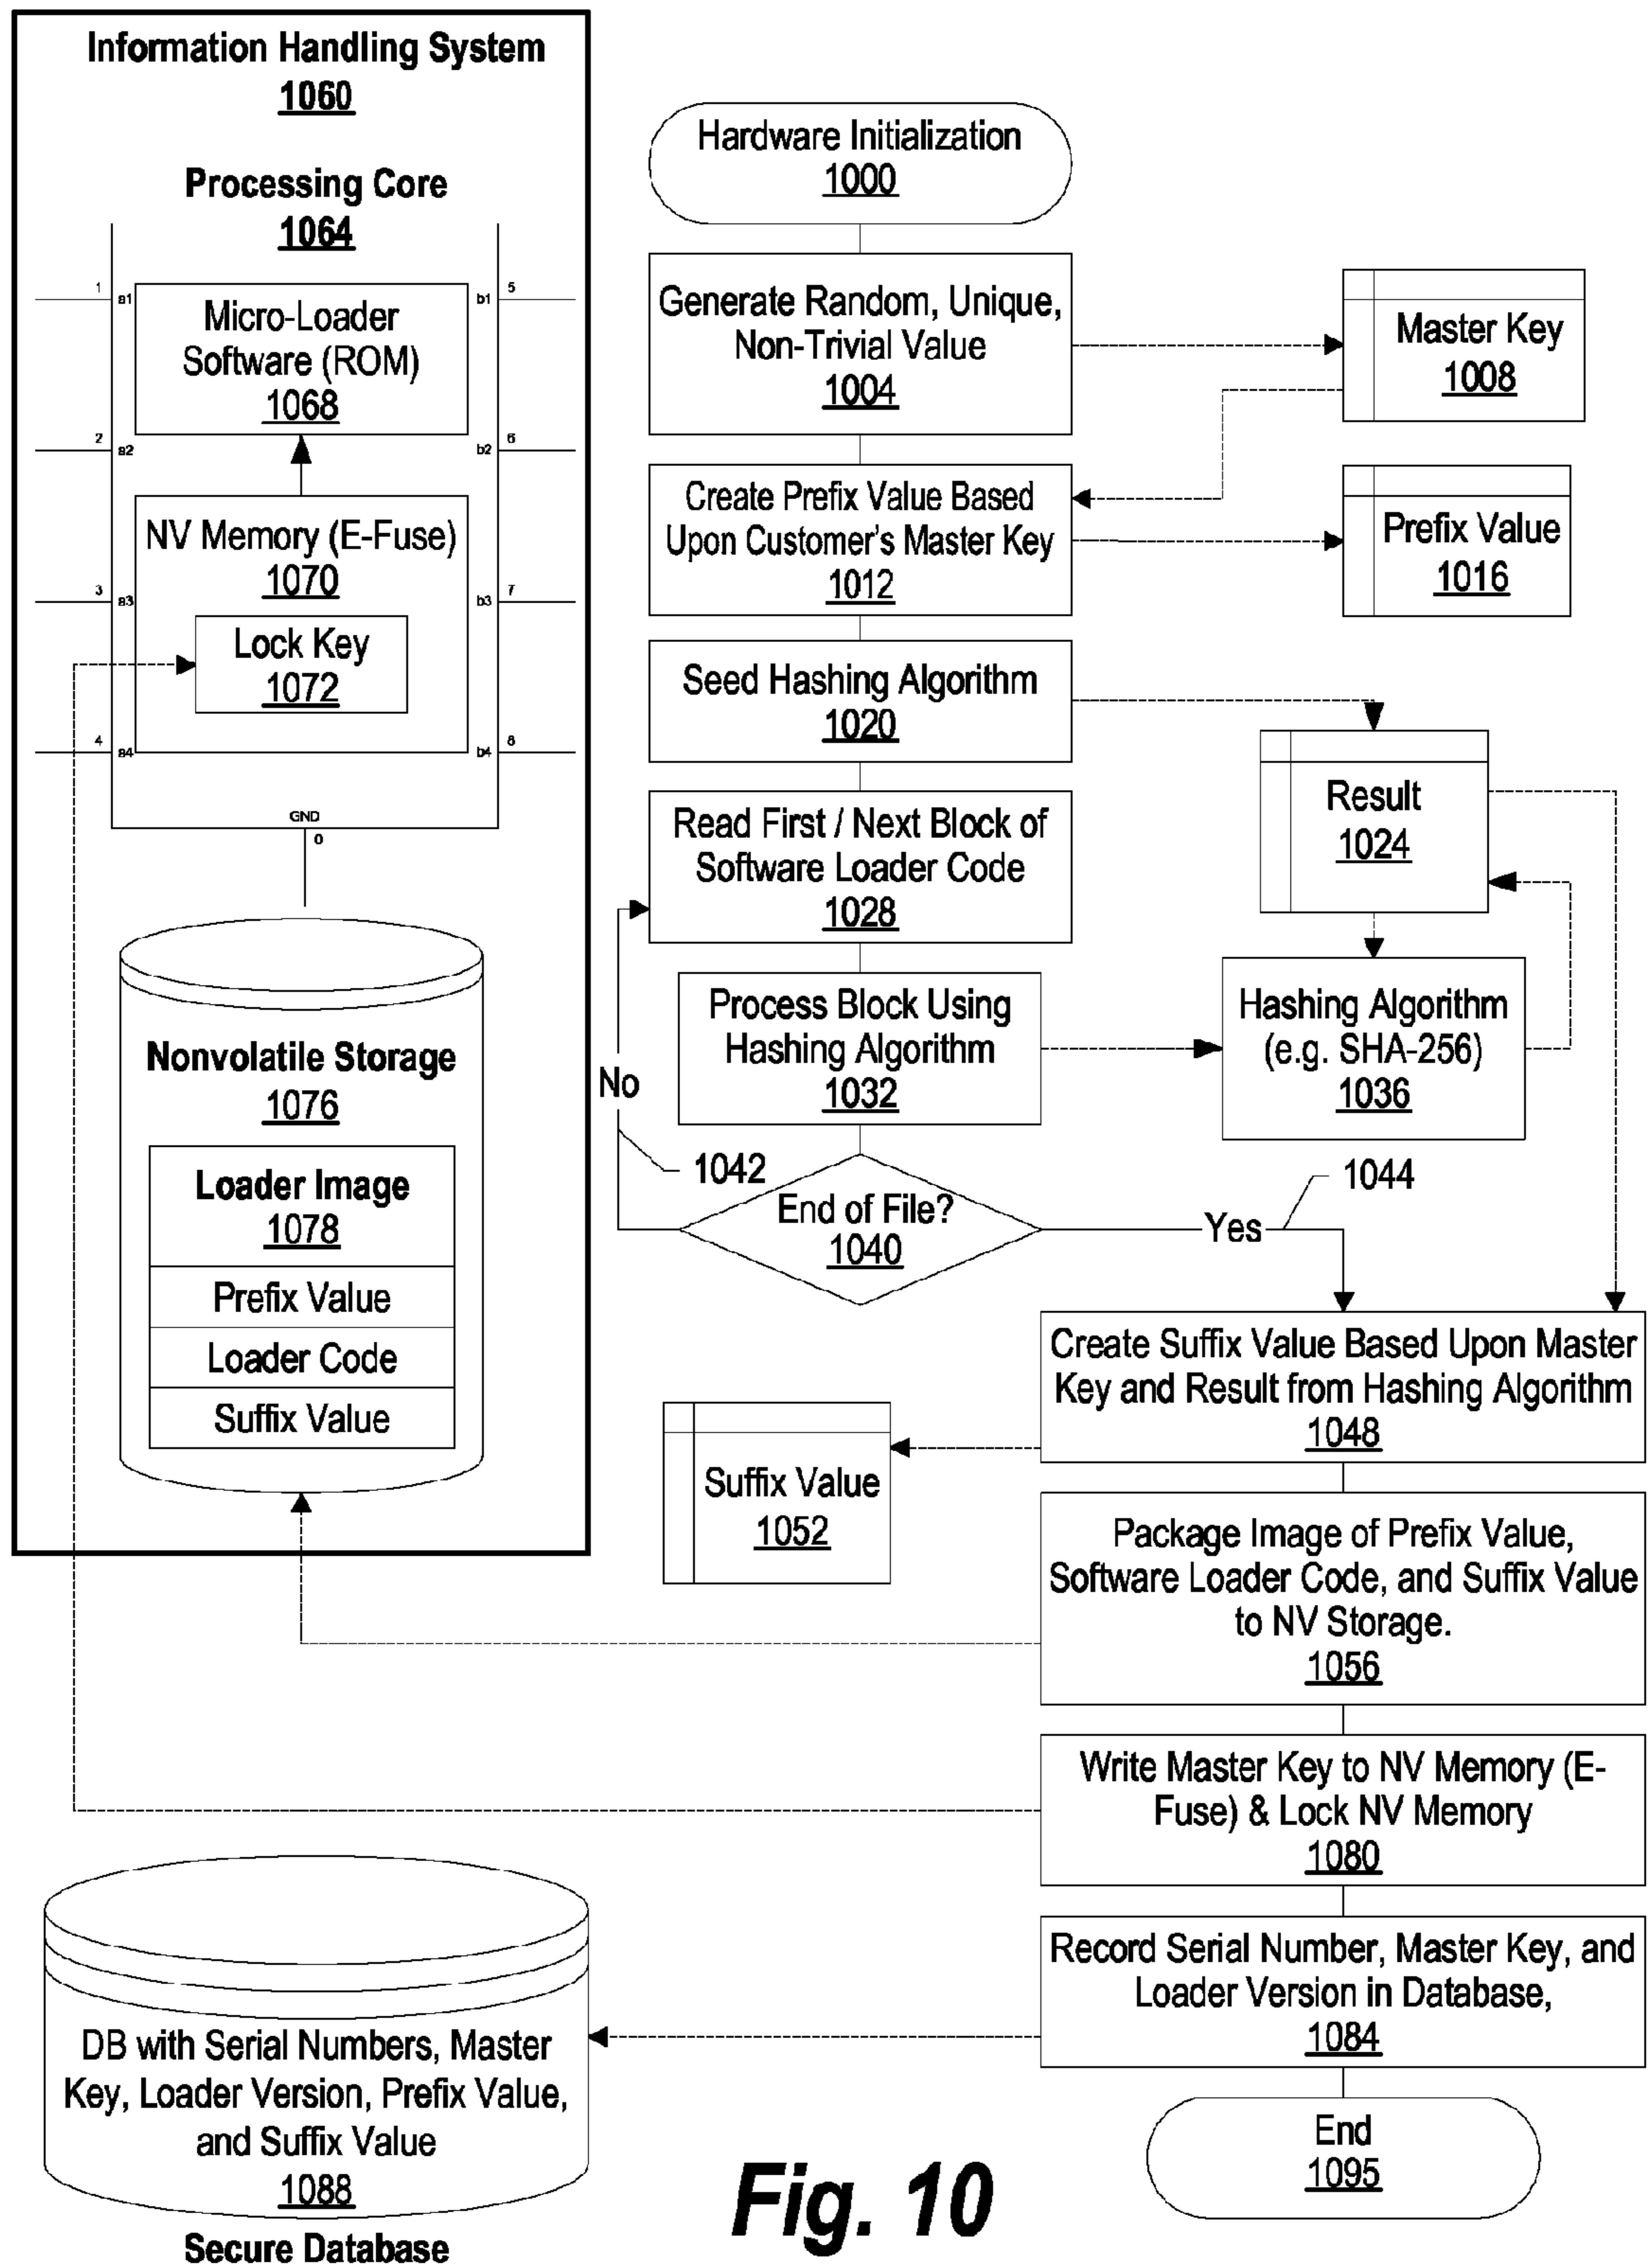 Information Handling System
1060
Processing Core
1064
1
a1
b1
5
Micro-Loader
Software (ROM)
1068
2
a2
b2
6
NV Memory (E-Fuse)
1070
3
a3
b3
7
Lock Key
1072
4
a4
b4
8
GND
0
Nonvolatile Storage
1076
Loader Image
1078
Prefix Value
Loader Code
Suffix Value
Hardware Initialization
1000
Generate Random, Unique,
Non-Trivial Value
1004
Master Key
1008
Create Prefix Value Based
Upon Customer's Master Key
1012
Prefix Value
1016
Seed Hashing Algorithm
1020
Result
1024
Read First / Next Block of
Software Loader Code
1028
Process Block Using
Hashing Algorithm
1032
Hashing Algorithm
(e.g. SHA-256)
1036
No
1042
End of File?
1040
Yes
1044
Create Suffix Value Based Upon Master
Key and Result from Hashing Algorithm
1048
Suffix Value
1052
Package Image of Prefix Value,
Software Loader Code, and Suffix Value
to NV Storage.
1056
Write Master Key to NV Memory (E-
Fuse) & Lock NV Memory
1080
Record Serial Number, Master Key, and
Loader Version in Database,
1084
DB with Serial Numbers, Master
Key, Loader Version, Prefix Value,
and Suffix Value
1088
Secure Database
End
1095
Fig. 10